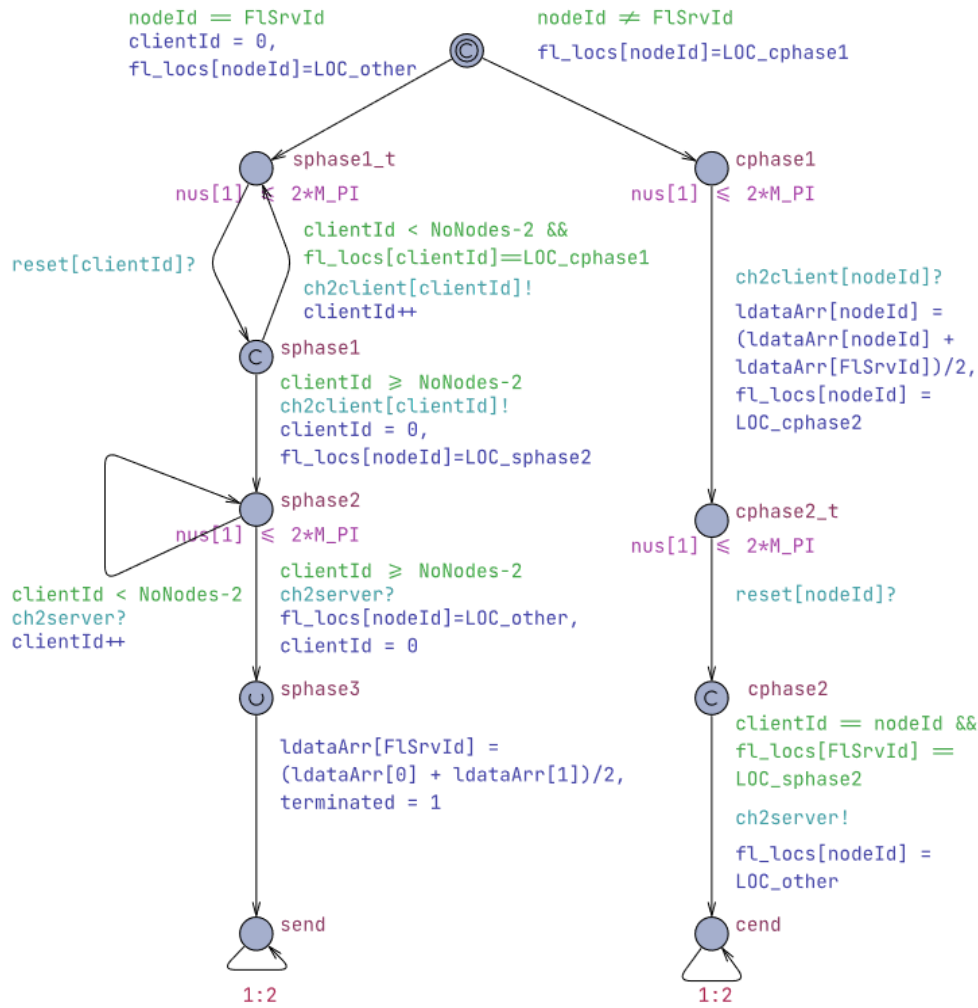 nodeId == FlSrvId
clientId = 0,
fl_locs[nodeId]=LOC_other
C
nodeId ≠ FlSrvId
fl_locs[nodeId]=LOC_cphase1
sphase1_t
nus[1] ⩽ 2*M_PI
reset[clientId]?
clientId < NoNodes-2 &&
fl_locs[clientId]==LOC_cphase1
ch2client[clientId]!
clientId++
C
sphase1
clientId ⩾ NoNodes-2
ch2client[clientId]!
clientId = 0,
fl_locs[nodeId]=LOC_sphase2
sphase2
nus[1] ⩽ 2*M_PI
clientId < NoNodes-2
ch2server?
clientId++
clientId ⩾ NoNodes-2
ch2server?
fl_locs[nodeId]=LOC_other,
clientId = 0
sphase3
ldataArr[FlSrvId] =
(ldataArr[0] + ldataArr[1])/2,
terminated = 1
send
1:2
cphase1
nus[1] ⩽ 2*M_PI
ch2client[nodeId]?
ldataArr[nodeId] =
(ldataArr[nodeId] +
ldataArr[FlSrvId])/2,
fl_locs[nodeId] =
LOC_cphase2
cphase2_t
nus[1] ⩽ 2*M_PI
reset[nodeId]?
C
cphase2
clientId == nodeId &&
fl_locs[FlSrvId] ==
LOC_sphase2
ch2server!
fl_locs[nodeId] =
LOC_other
cend
1:2